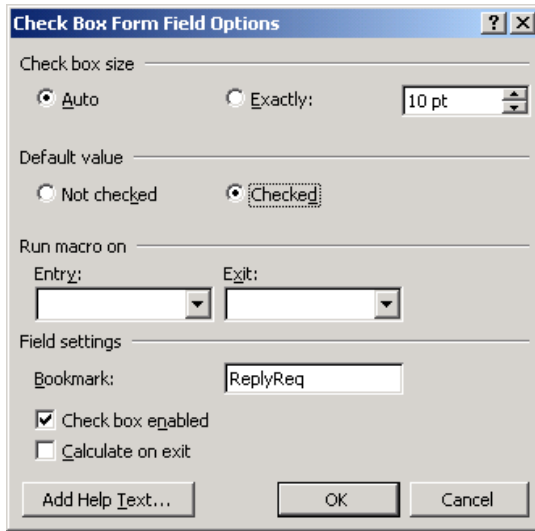 Check Box Form Field Options
Check box size
Auto Exactly: 10 pt
Default value
Not checked Checked
Run macro on
Entry: Exit:
Field settings
Bookmark: ReplyReq
Check box enabled
Calculate on exit
Add Help Text... OK Cancel